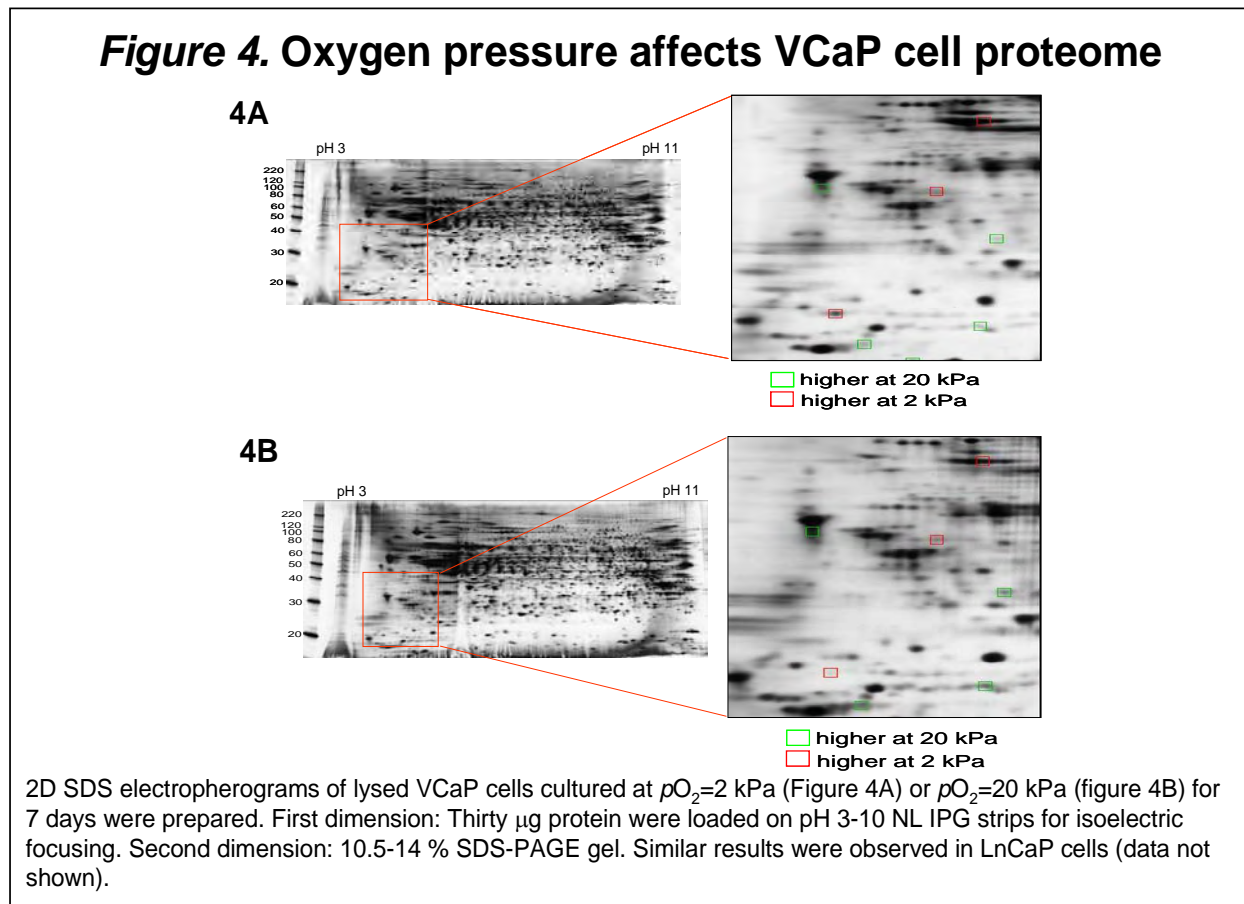 Figure 4. Oxygen pressure affects VCaP cell proteome
4A
pH 3
pH 11
220
120
100
80
60
50
40
30
20
higher at 20 kPa
higher at 2 kPa
4B
pH 3
pH 11
220
120
100
80
60
50
40
30
20
higher at 20 kPa
higher at 2 kPa
2D SDS electropherograms of lysed VCaP cells cultured at pO₂=2 kPa (Figure 4A) or pO₂=20 kPa (figure 4B) for
7 days were prepared. First dimension: Thirty μg protein were loaded on pH 3-10 NL IPG strips for isoelectric
focusing. Second dimension: 10.5-14 % SDS-PAGE gel. Similar results were observed in LnCaP cells (data not
shown).